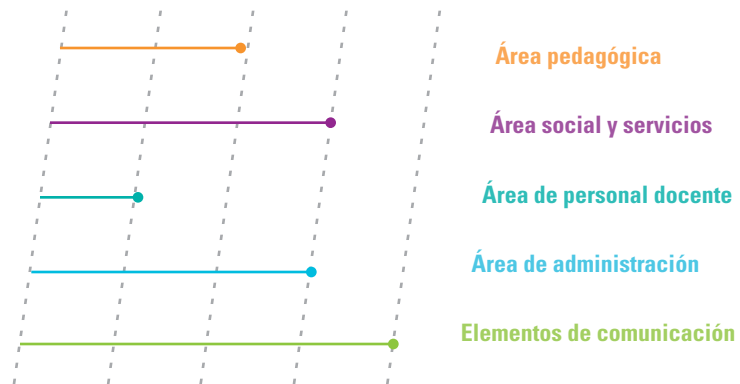 Área pedagógica
Área social y servicios
Área de personal docente
Área de administración
Elementos de comunicación